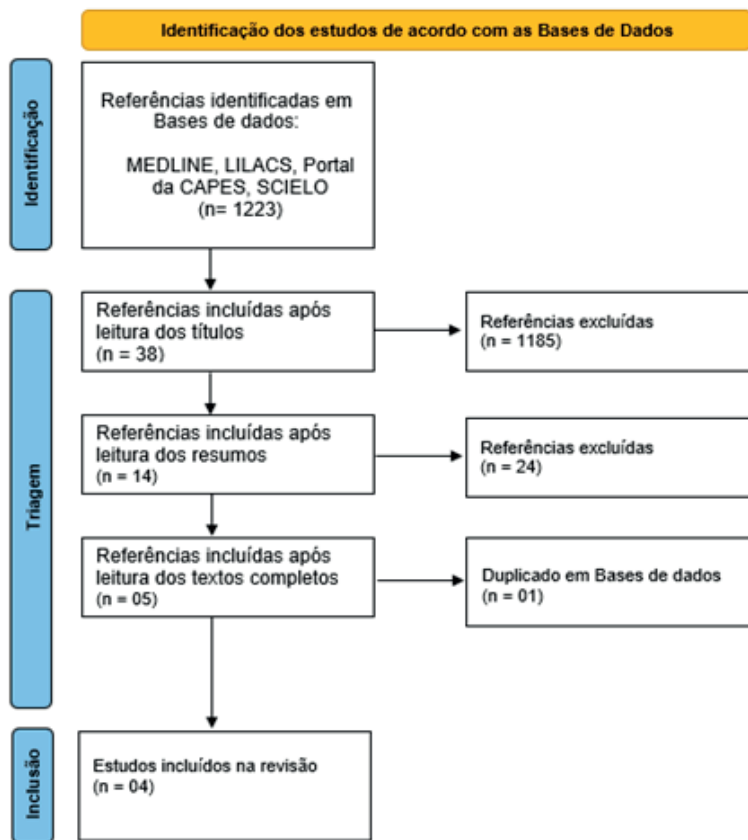 Identificação dos estudos de acordo com as Bases de Dados
Identificação
Referências identificadas em
Bases de dados:
MEDLINE, LILACS, Portal
da CAPES, SCIELO
(n= 1223)
Triagem
Referências incluídas após
leitura dos títulos
(n = 38)
Referências excluídas
(n = 1185)
Referências incluídas após
leitura dos resumos
(n = 14)
Referências excluídas
(n = 24)
Referências incluídas após
leitura dos textos completos
(n = 05)
Duplicado em Bases de dados
(n = 01)
Inclusão
Estudos incluídos na revisão
(n = 04)